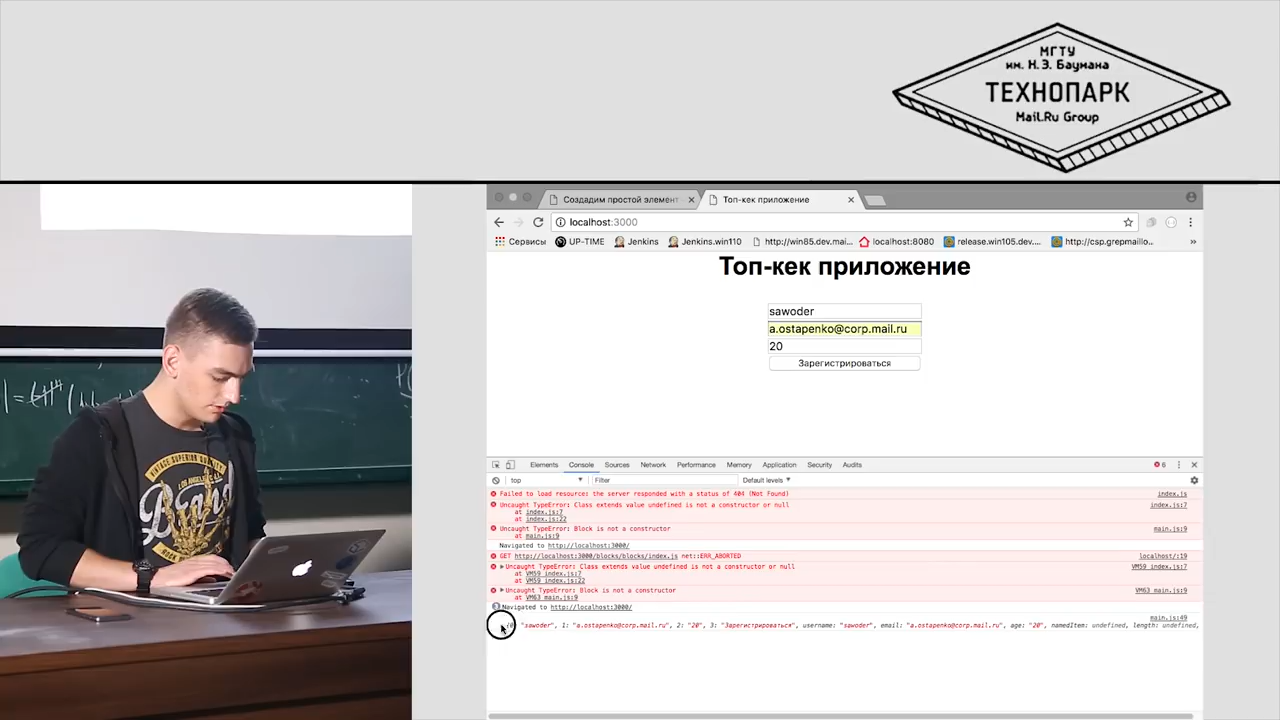 МГТУ
им. Н.Э. Баумана
ТЕХНОПАРК
Mail.Ru Group
Создадим простой элемент
Топ-кек приложение
localhost:3000
Сервисы UP-TIME Jenkins Jenkins.win110 http://win85.dev.mai... localhost:8080 release.win105.dev.... http://csp.grepmaillo... »
Топ-кек приложение
sawoder
a.ostapenko@corp.mail.ru
20
Зарегистрироваться
Elements Console Sources Network Performance Memory Application Security Audits 6
top Filter Default levels
Failed to load resource: the server responded with a status of 404 (Not Found) index.js
Uncaught TypeError: Class extends value undefined is not a constructor or null index.js:7
at index.js:7
at index.js:22
Uncaught TypeError: Block is not a constructor main.js:9
at main.js:9
Navigated to http://localhost:3000/
GET http://localhost:3000/blocks/blocks/index.js net::ERR_ABORTED localhost/:19
Uncaught TypeError: Class extends value undefined is not a constructor or null VM59 index.js:7
at VM59 index.js:7
at VM59 index.js:22
Uncaught TypeError: Block is not a constructor VM63 main.js:9
at VM63 main.js:9
Navigated to http://localhost:3000/
main.js:49
"sawoder", 1: "a.ostapenko@corp.mail.ru", 2: "20", 3: "Зарегистрироваться", username: "sawoder", email: "a.ostapenko@corp.mail.ru", age: "20", namedItem: undefined, length: undefined,
VINTAGE SUPERIOR QUALITY
Band